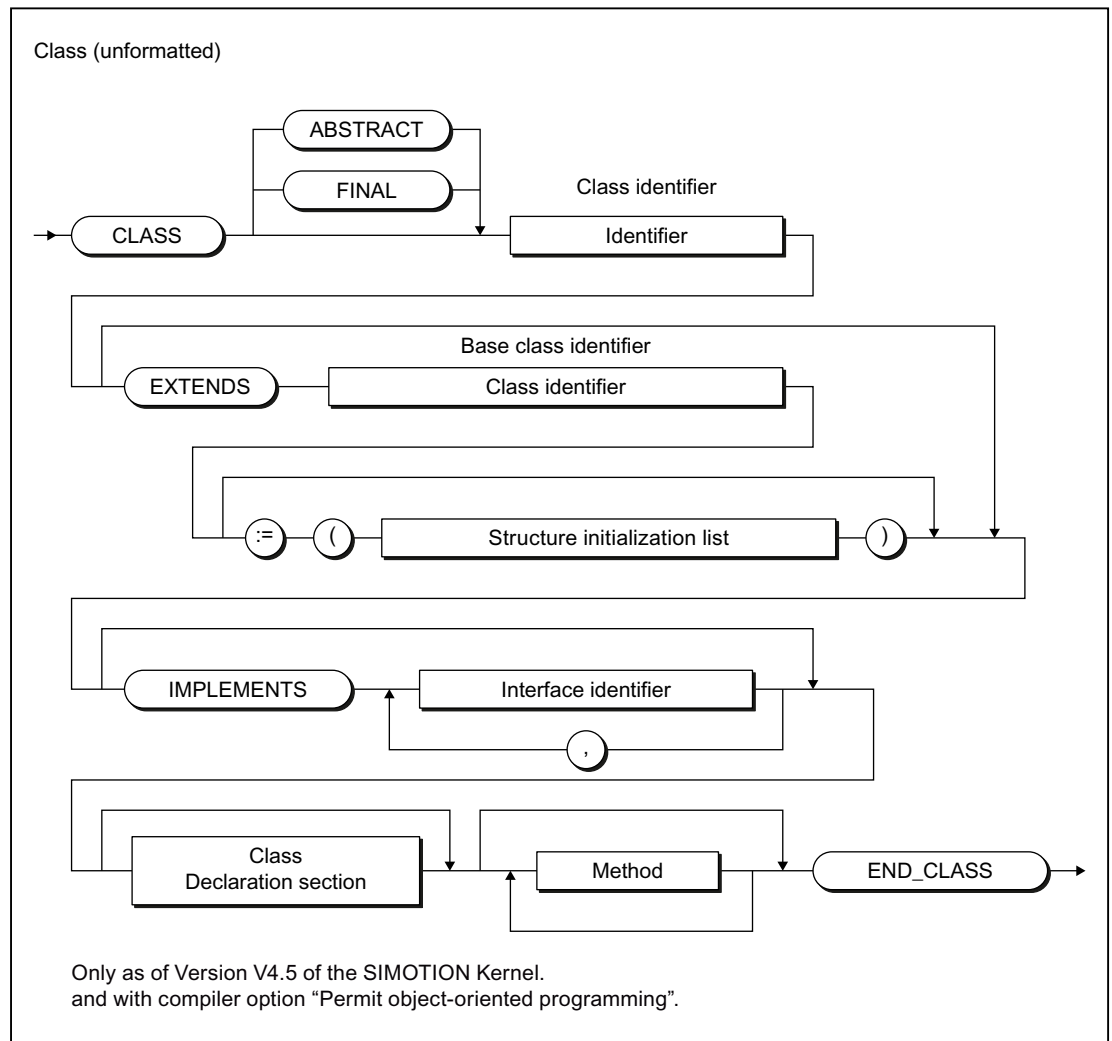 Class (unformatted)
ABSTRACT
FINAL
Class identifier
CLASS
Identifier
Base class identifier
EXTENDS
Class identifier
:=
(
Structure initialization list
)
IMPLEMENTS
Interface identifier
,
Class
Declaration section
Method
END_CLASS
Only as of Version V4.5 of the SIMOTION Kernel.
and with compiler option “Permit object-oriented programming”.